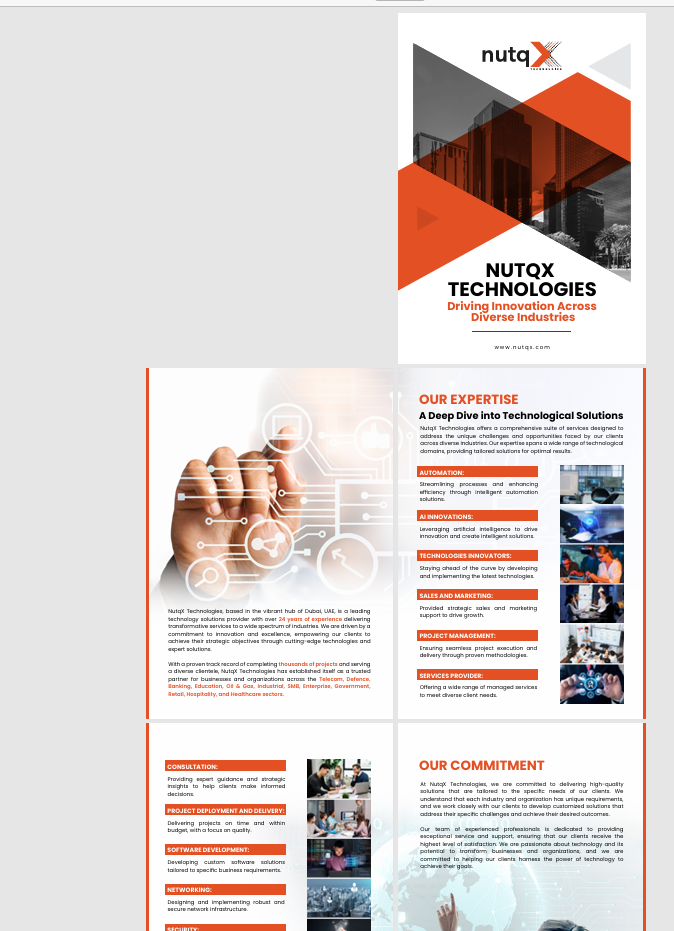 nutqX
TECHNOLOGIES
NUTQX
TECHNOLOGIES
Driving Innovation Across
Diverse Industries
www.nutqx.com
NutqX Technologies, based in the vibrant hub of Dubai, UAE, is a leading
technology solutions provider with over 24 years of experience delivering
transformative services to a wide spectrum of industries. We are driven by a
commitment to innovation and excellence, empowering our clients to
achieve their strategic objectives through cutting-edge technologies and
expert solutions.
With a proven track record of completing thousands of projects and serving
a diverse clientele, NutqX Technologies has established itself as a trusted
partner for businesses and organizations across the Telecom, Defence,
Banking, Education, Oil & Gas, Industrial, SMB, Enterprise, Government,
Retail, Hospitality, and Healthcare sectors.
OUR EXPERTISE
A Deep Dive into Technological Solutions
NutqX Technologies offers a comprehensive suite of services designed to
address the unique challenges and opportunities faced by our clients
across diverse industries. Our expertise spans a wide range of technological
domains, providing tailored solutions for optimal results.
AUTOMATION:
Streamlining processes and enhancing
efficiency through intelligent automation
solutions.
AI INNOVATIONS:
Leveraging artificial intelligence to drive
innovation and create intelligent solutions.
TECHNOLOGIES INNOVATORS:
Staying ahead of the curve by developing
and implementing the latest technologies.
SALES AND MARKETING:
Provided strategic sales and marketing
support to drive growth.
PROJECT MANAGEMENT:
Ensuring seamless project execution and
delivery through proven methodologies.
SERVICES PROVIDER:
Offering a wide range of managed services
to meet diverse client needs.
CONSULTATION:
Providing expert guidance and strategic
insights to help clients make informed
decisions.
PROJECT DEPLOYMENT AND DELIVERY:
Delivering projects on time and within
budget, with a focus on quality.
SOFTWARE DEVELOPMENT:
Developing custom software solutions
tailored to specific business requirements.
NETWORKING:
Designing and implementing robust and
secure network infrastructure.
SECURITY:
OUR COMMITMENT
At NutqX Technologies, we are committed to delivering high-quality
solutions that are tailored to the specific needs of our clients. We
understand that each industry and organization has unique requirements,
and we work closely with our clients to develop customized solutions that
address their specific challenges and achieve their desired outcomes.
Our team of experienced professionals is dedicated to providing
exceptional service and support, ensuring that our clients receive the
highest level of satisfaction. We are passionate about technology and its
potential to transform businesses and organizations, and we are
committed to helping our clients harness the power of technology to
achieve their goals.